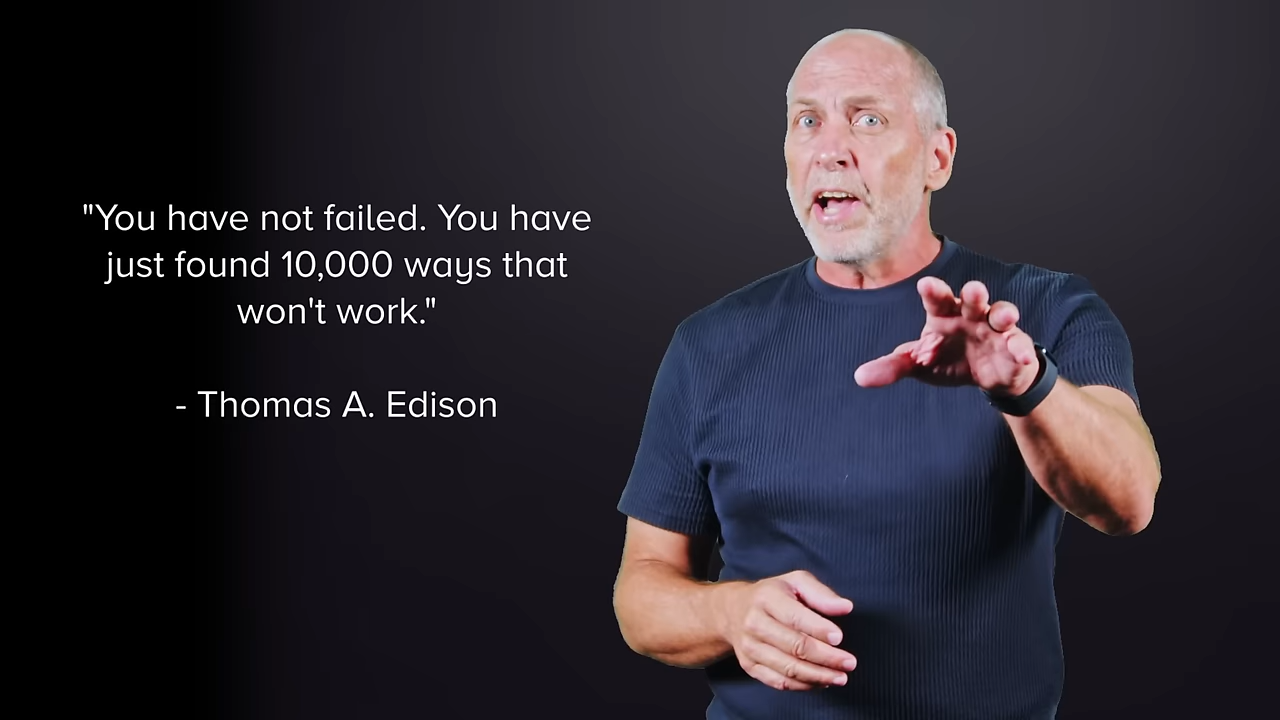 "You have not failed. You have
just found 10,000 ways that
won't work."
- Thomas A. Edison